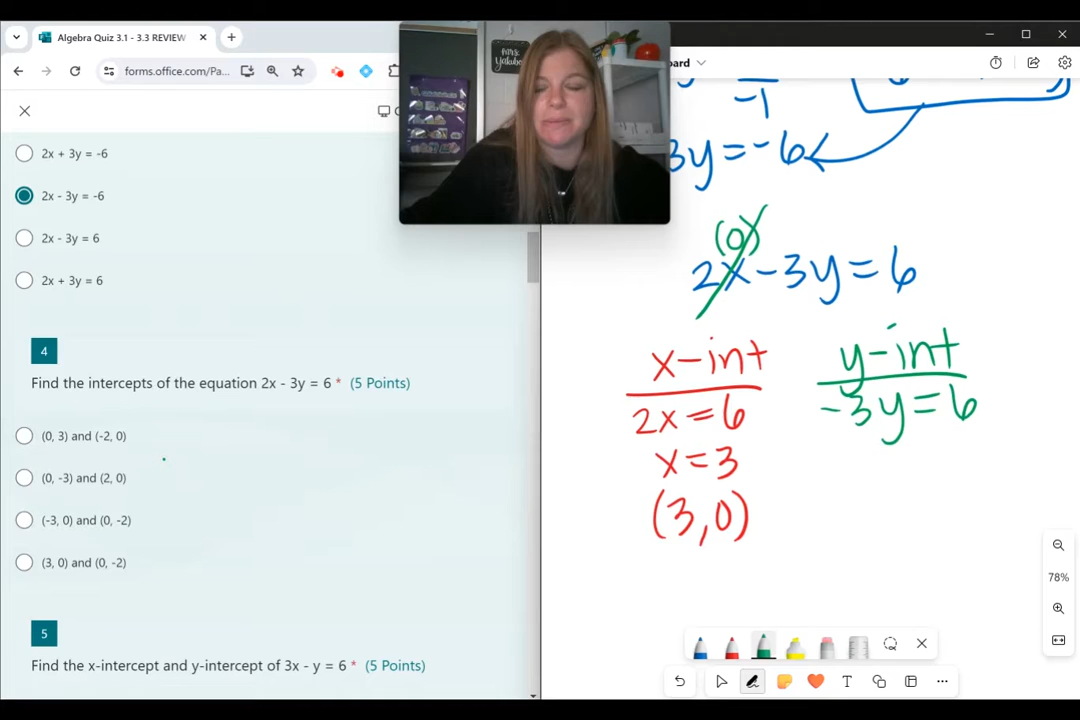 Algebra Quiz 3.1 - 3.3 REVIEW
forms.office.com/Pa...
2x + 3y = -6
2x - 3y = -6
2x - 3y = 6
2x + 3y = 6
4
Find the intercepts of the equation 2x - 3y = 6 * (5 Points)
(0, 3) and (-2, 0)
(0, -3) and (2, 0)
(-3, 0) and (0, -2)
(3, 0) and (0, -2)
5
Find the x-intercept and y-intercept of 3x - y = 6 * (5 Points)
Mrs.
-1
3y = -6
(0)
2x - 3y = 6
x-int
2x = 6
x = 3
(3, 0)
y-int
-3y = 6
78%